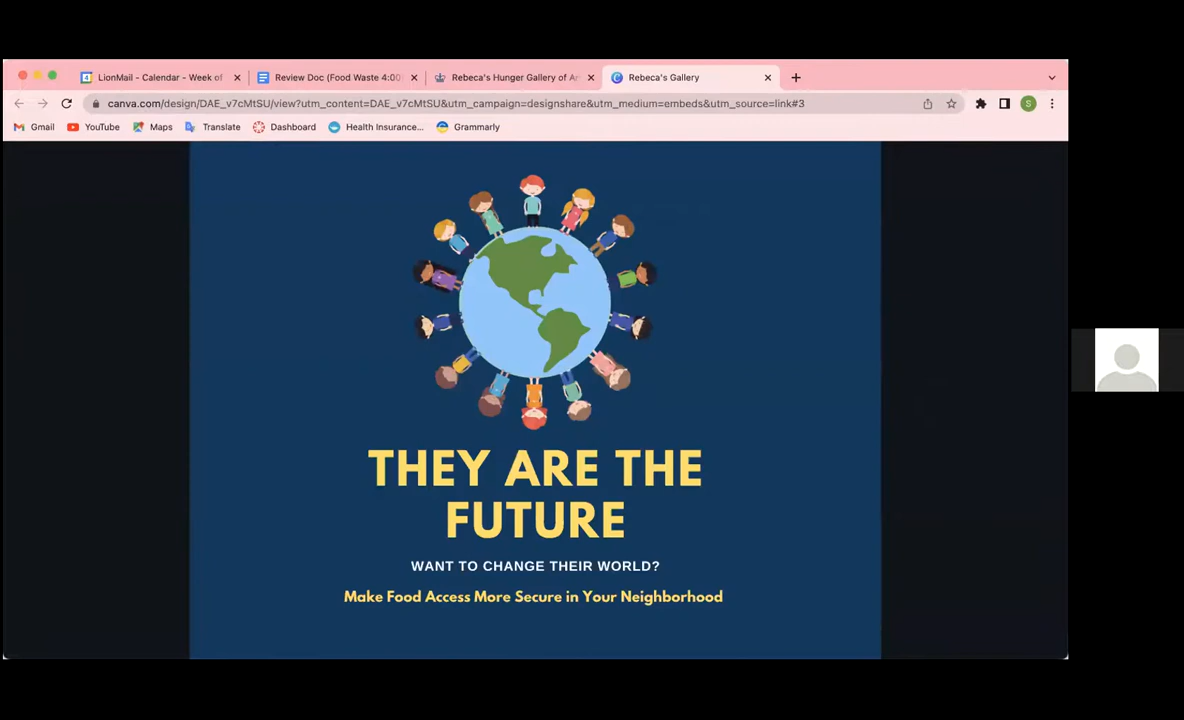 LionMail - Calendar - Week of
Review Doc (Food Waste 4:00)
Rebeca's Hunger Gallery of Ar
Rebeca's Gallery
canva.com/design/DAE_v7cMtSU/view?utm_content=DAE_v7cMtSU&utm_campaign=designshare&utm_medium=embeds&utm_source=link#3
S
Gmail
YouTube
Maps
Translate
Dashboard
Health Insurance...
Grammarly
THEY ARE THE
FUTURE
WANT TO CHANGE THEIR WORLD?
Make Food Access More Secure in Your Neighborhood